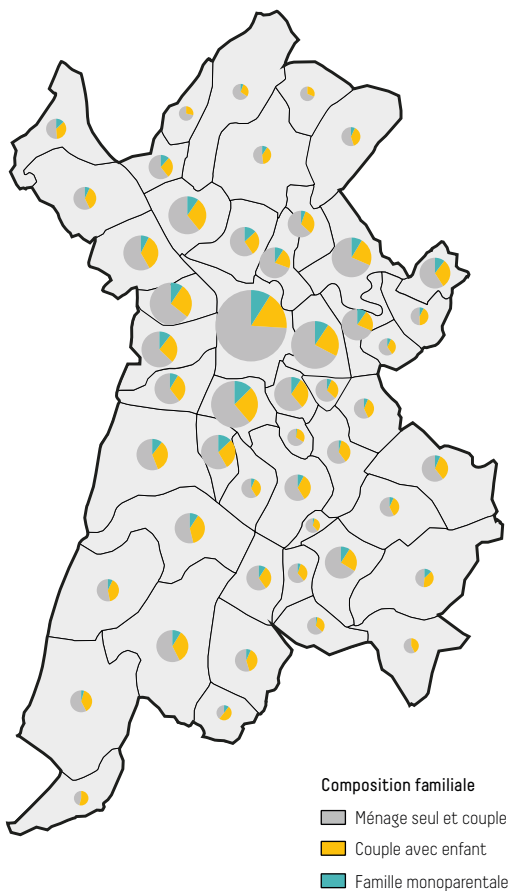 Composition familiale
Ménage seul et couple
Couple avec enfant
Famille monoparentale